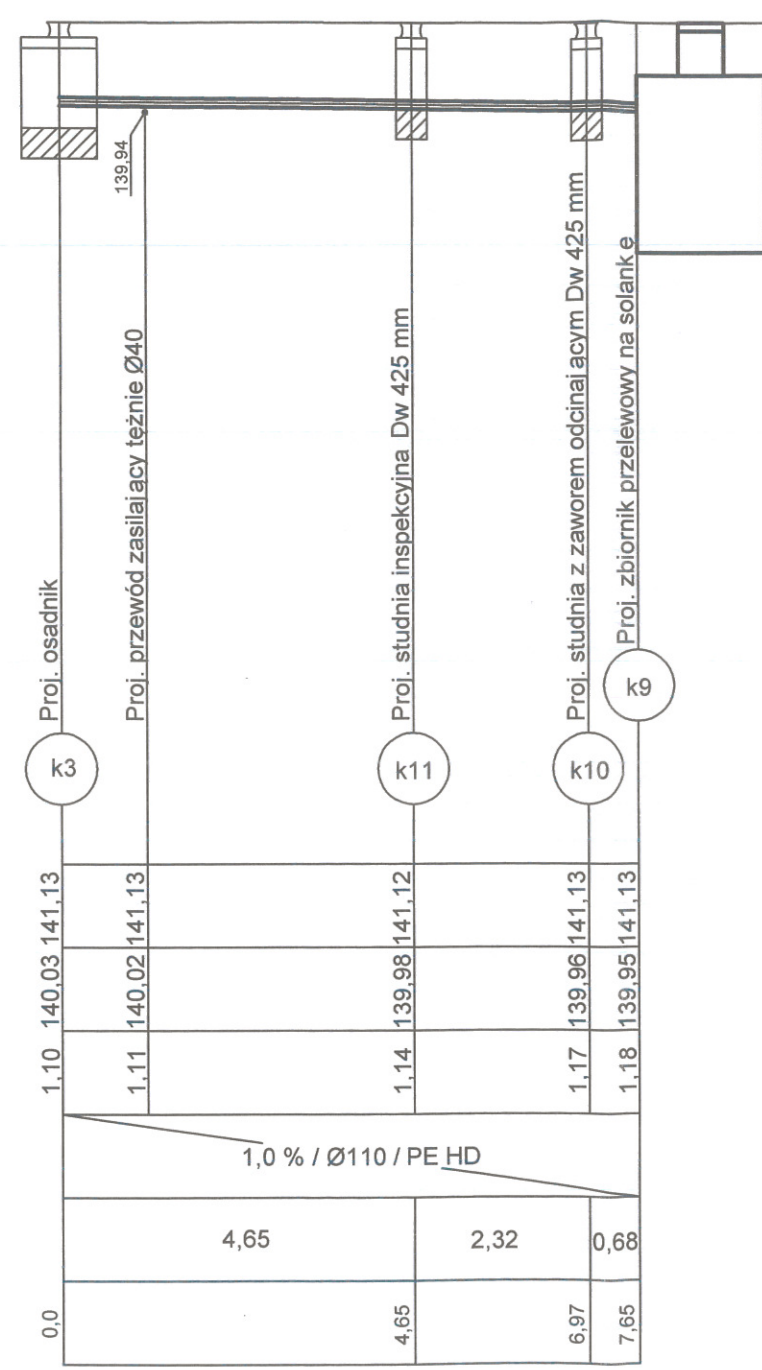 139,94
Proj. osadnik
Proj. przewód zasilający tężnie Ø40
Proj. studnia inspekcyjna Dw 425 mm
Proj. studnia z zaworem odcinającym Dw 425 mm
Proj. zbiornik przelewowy na solankę
k3
k11
k10
k9
141,13
141,13
141,12
141,13
141,13
140,03
140,02
139,98
139,96
139,95
1,10
1,11
1,14
1,17
1,18
1,0 % / Ø110 / PE HD
4,65
2,32
0,68
0,0
4,65
6,97
7,65